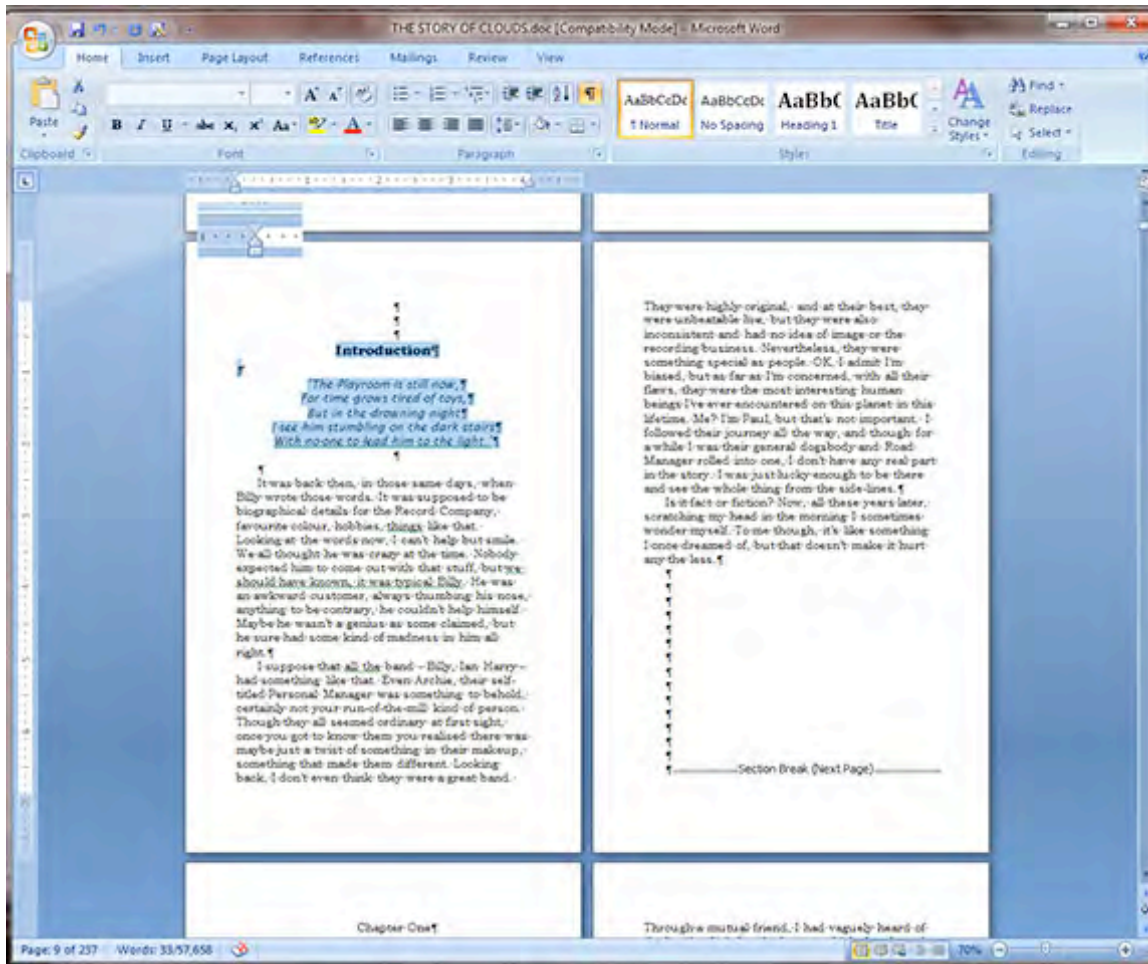 THE STORY OF CLOUDS.doc [Compatibility Mode] - Microsoft Word
Home Insert Page Layout References Mailings Review View
Paste
B I U abc x₂ x² Aa A
AaBbCcDc AaBbCcDc AaBbC AaBbC
¶ Normal No Spacing Heading 1 Title
Change Styles
Find
Replace
Select
Clipboard Font Paragraph Styles Editing
Introduction¶
"The Playroom is still now,¶
For time grows tired of toys,¶
But in the drowning night¶
I see him stumbling on the dark stairs¶
With no-one to lead him to the light."¶
It was back then, in those same days, when
Billy wrote those words. It was supposed to be
biographical details for the Record Company,
favourite colour, hobbies, things like that.
Looking at the words now, I can't help but smile.
We all thought he was crazy at the time. Nobody
expected him to come out with that stuff, but we
should have known, it was typical Billy. He was
an awkward customer, always thumbing his nose,
anything to be contrary, he couldn't help himself.
Maybe he wasn't a genius as some claimed, but
he sure had some kind of madness in him all
right.¶
I suppose that all the band – Billy, Ian Harry –
had something like that. Even Archie, their self-
titled Personal Manager was something to behold,
certainly not your run-of-the-mill kind of person.
Though they all seemed ordinary at first sight,
once you got to know them you realised there was
maybe just a twist of something in their makeup,
something that made them different. Looking
back, I don't even think they were a great band.
They were highly original, and at their best, they
were unbeatable live, but they were also
inconsistent and had no idea of image or the
recording business. Nevertheless, they were
something special as people. OK, I admit I'm
biased, but as far as I'm concerned, with all their
flaws, they were the most interesting human
beings I've ever encountered on this planet in this
lifetime. Me? I'm Paul, but that's not important. I
followed their journey all the way, and though for
a while I was their general dogsbody and Road
Manager rolled into one, I don't have any real part
in the story. I was just lucky enough to be there
and see the whole thing from the side-lines.¶
Is it fact or fiction? Now, all these years later,
scratching my head in the morning I sometimes
wonder myself. To me though, it's like something
I once dreamed of, but that doesn't make it hurt
any the less.¶
Section Break (Next Page)
Chapter One¶
Through a mutual friend, I had vaguely heard of
Page: 9 of 237 Words: 33/57,658 70%